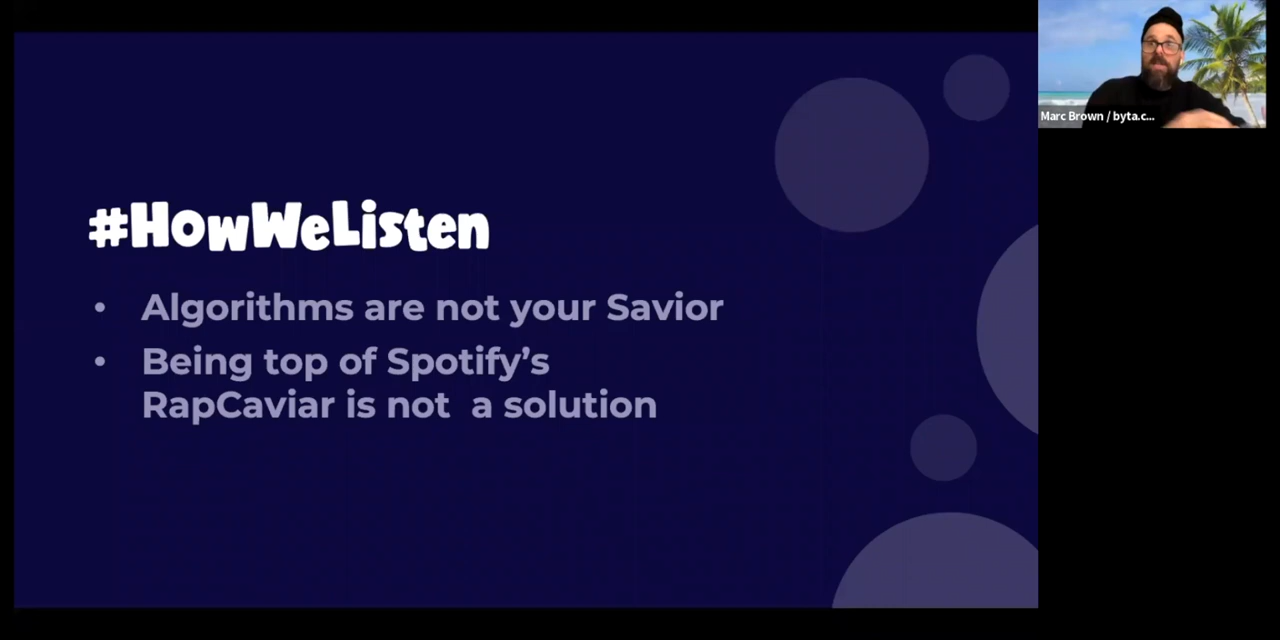 #HowWeListen
• Algorithms are not your Savior
• Being top of Spotify's
RapCaviar is not  a solution
Marc Brown / byta.c...